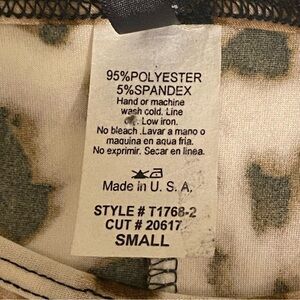 95%POLYESTER
5%SPANDEX
Hand or machine
wash cold. Line
Low iron.
No bleach .Lavar a mano o
maquina en aqua fria.
No exprimir. Secar en linea.
Made in U. S. A.
STYLE # T1768-2
CUT # 20617
SMALL